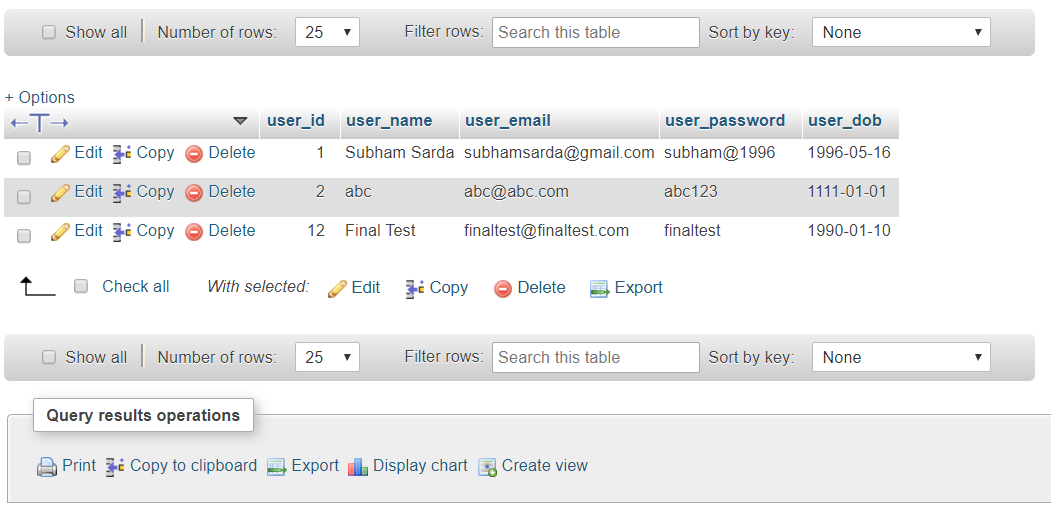 Show all Number of rows: 25 Filter rows: Search this table Sort by key: None
+ Options
user_id user_name user_email user_password user_dob
Edit Copy Delete 1 Subham Sarda subhamsarda@gmail.com subham@1996 1996-05-16
Edit Copy Delete 2 abc abc@abc.com abc123 1111-01-01
Edit Copy Delete 12 Final Test finaltest@finaltest.com finaltest 1990-01-10
Check all With selected: Edit Copy Delete Export
Show all Number of rows: 25 Filter rows: Search this table Sort by key: None
Query results operations
Print Copy to clipboard Export Display chart Create view